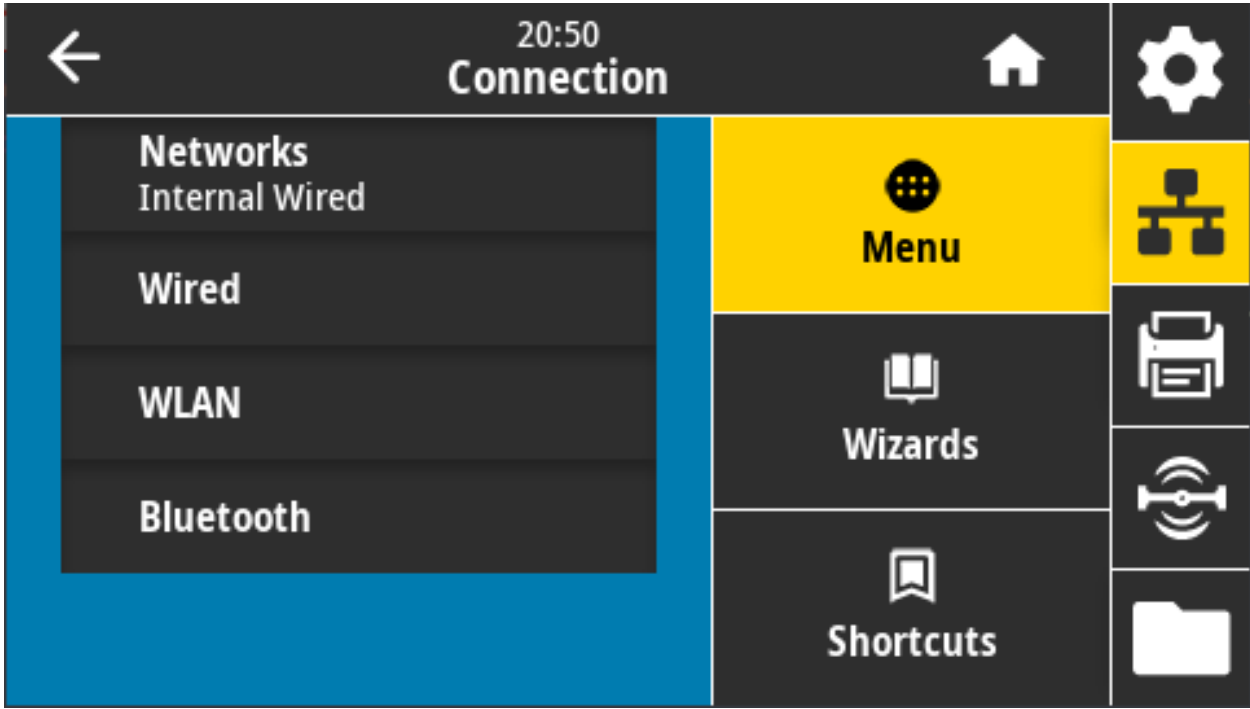 20:50
Connection
Networks
Internal Wired
Wired
WLAN
Bluetooth
Menu
Wizards
Shortcuts